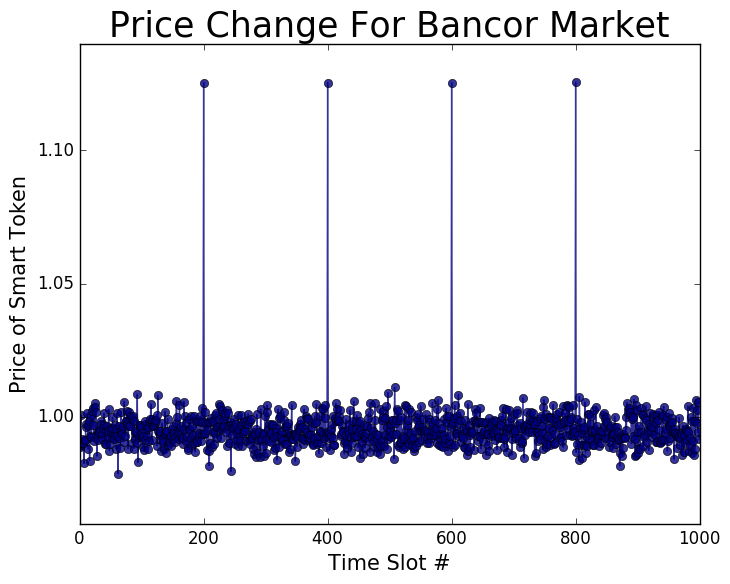 Price Change For Bancor Market
Price of Smart Token
1.10
1.05
1.00
0 200 400 600 800 1000
Time Slot #